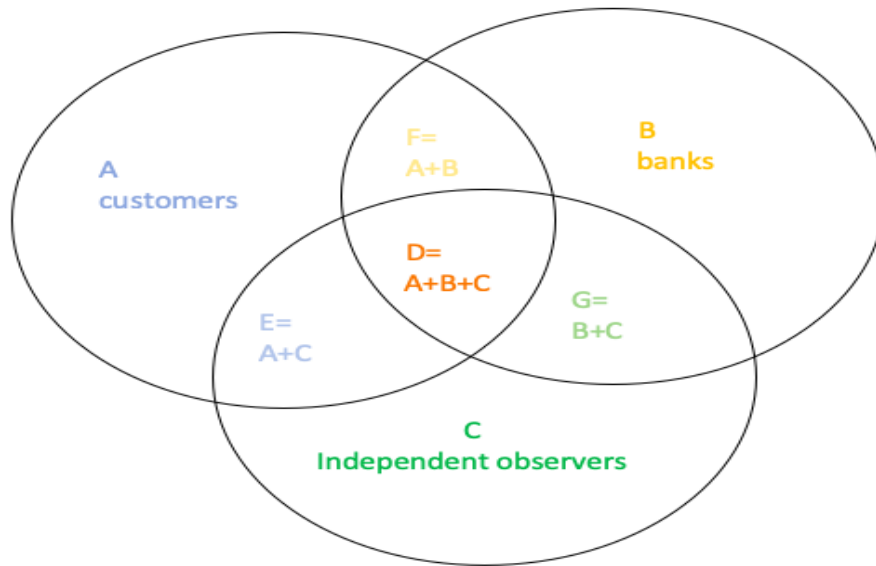 F=
A+B
B
banks
A
customers
D=
A+B+C
G=
B+C
E=
A+C
C
Independent observers